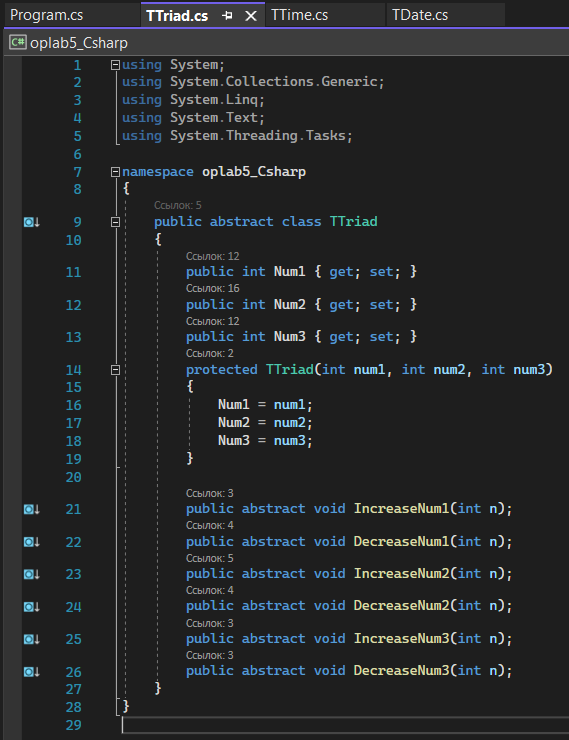 Program.cs TTriad.cs TTime.cs TDate.cs
C# oplab5_Csharp
1 using System;
2 using System.Collections.Generic;
3 using System.Linq;
4 using System.Text;
5 using System.Threading.Tasks;
6
7 namespace oplab5_Csharp
8 {
Ссылок: 5
9 public abstract class TTriad
10 {
Ссылок: 12
11 public int Num1 { get; set; }
Ссылок: 16
12 public int Num2 { get; set; }
Ссылок: 12
13 public int Num3 { get; set; }
Ссылок: 2
14 protected TTriad(int num1, int num2, int num3)
15 {
16 Num1 = num1;
17 Num2 = num2;
18 Num3 = num3;
19 }
20
Ссылок: 3
21 public abstract void IncreaseNum1(int n);
Ссылок: 4
22 public abstract void DecreaseNum1(int n);
Ссылок: 5
23 public abstract void IncreaseNum2(int n);
Ссылок: 4
24 public abstract void DecreaseNum2(int n);
Ссылок: 3
25 public abstract void IncreaseNum3(int n);
Ссылок: 3
26 public abstract void DecreaseNum3(int n);
27 }
28 }
29